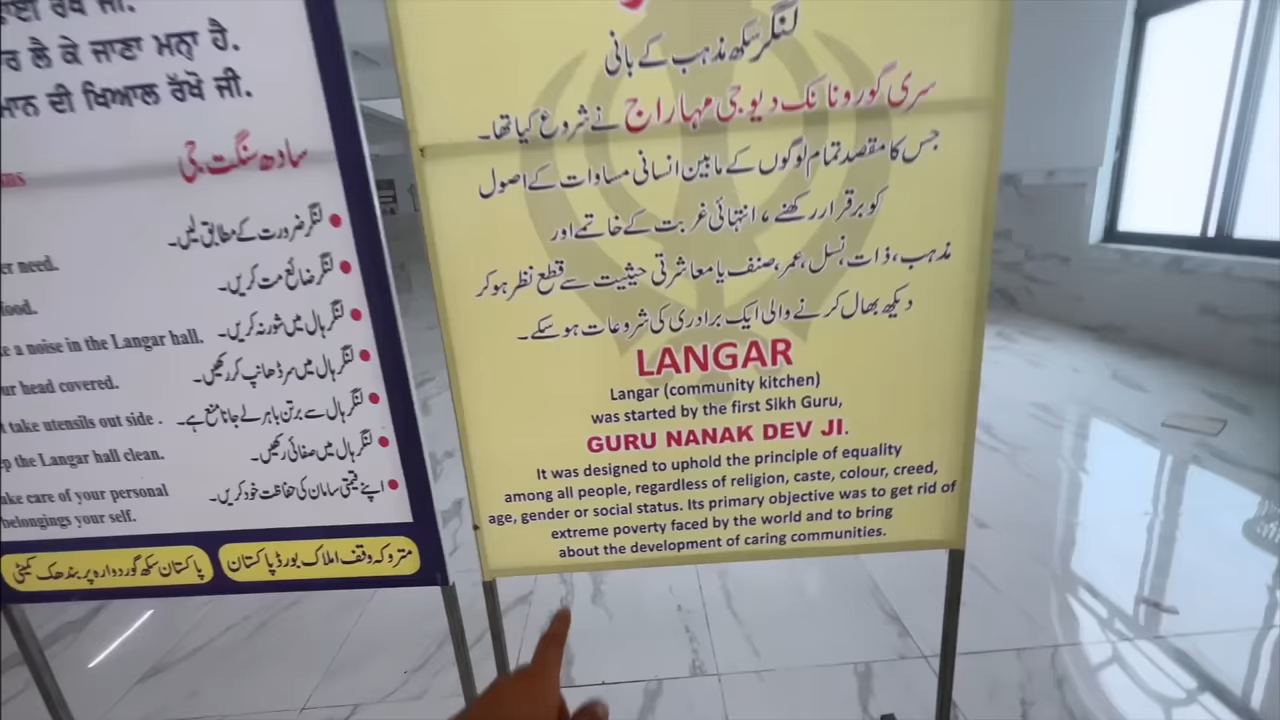 ਰੱਖੋ ਜੀ.
ਲੈ ਕੇ ਜਾਣਾ ਮਨ੍ਹਾ ਹੈ.
ਦੀ ਖਿਆਲ ਰੱਖੋ ਜੀ.
سادھ سنگت جی
لنگر ضرورت کے مطابق لیں۔
er need.
لنگر ضائع مت کریں۔
food.
لنگر ہال میں شور نہ کریں۔
e a noise in the Langar hall.
لنگر ہال میں سر ڈھانپ کر رکھیں۔
ur head covered.
لنگر ہال سے برتن باہر لے جانا منع ہے۔
t take utensils out side .
لنگر ہال میں صفائی رکھیں۔
ep the Langar hall clean.
اپنے قیمتی سامان کی حفاظت خود کریں۔
ake care of your personal
belongings your self.
متروکہ وقف املاک بورڈ پاکستان
پاکستان سکھ گوردوارہ پربندھک کمیٹی
لنگر سکھ مذہب کے بانی
سری گورونانک دیو جی مہاراج نے شروع کیا تھا۔
جس کا مقصد تمام لوگوں کے مابین انسانی مساوات کے اصول
کو برقرار رکھنے ، انتہائی غربت کے خاتمے اور
مذہب، ذات، نسل، عمر، صنف یا معاشرتی حیثیت سے قطع نظر ہو کر
دیکھ بھال کرنے والی ایک برادری کی شروعات ہو سکے۔
LANGAR
Langar (community kitchen)
was started by the first Sikh Guru,
GURU NANAK DEV JI.
It was designed to uphold the principle of equality
among all people, regardless of religion, caste, colour, creed,
age, gender or social status. Its primary objective was to get rid of
extreme poverty faced by the world and to bring
about the development of caring communities.